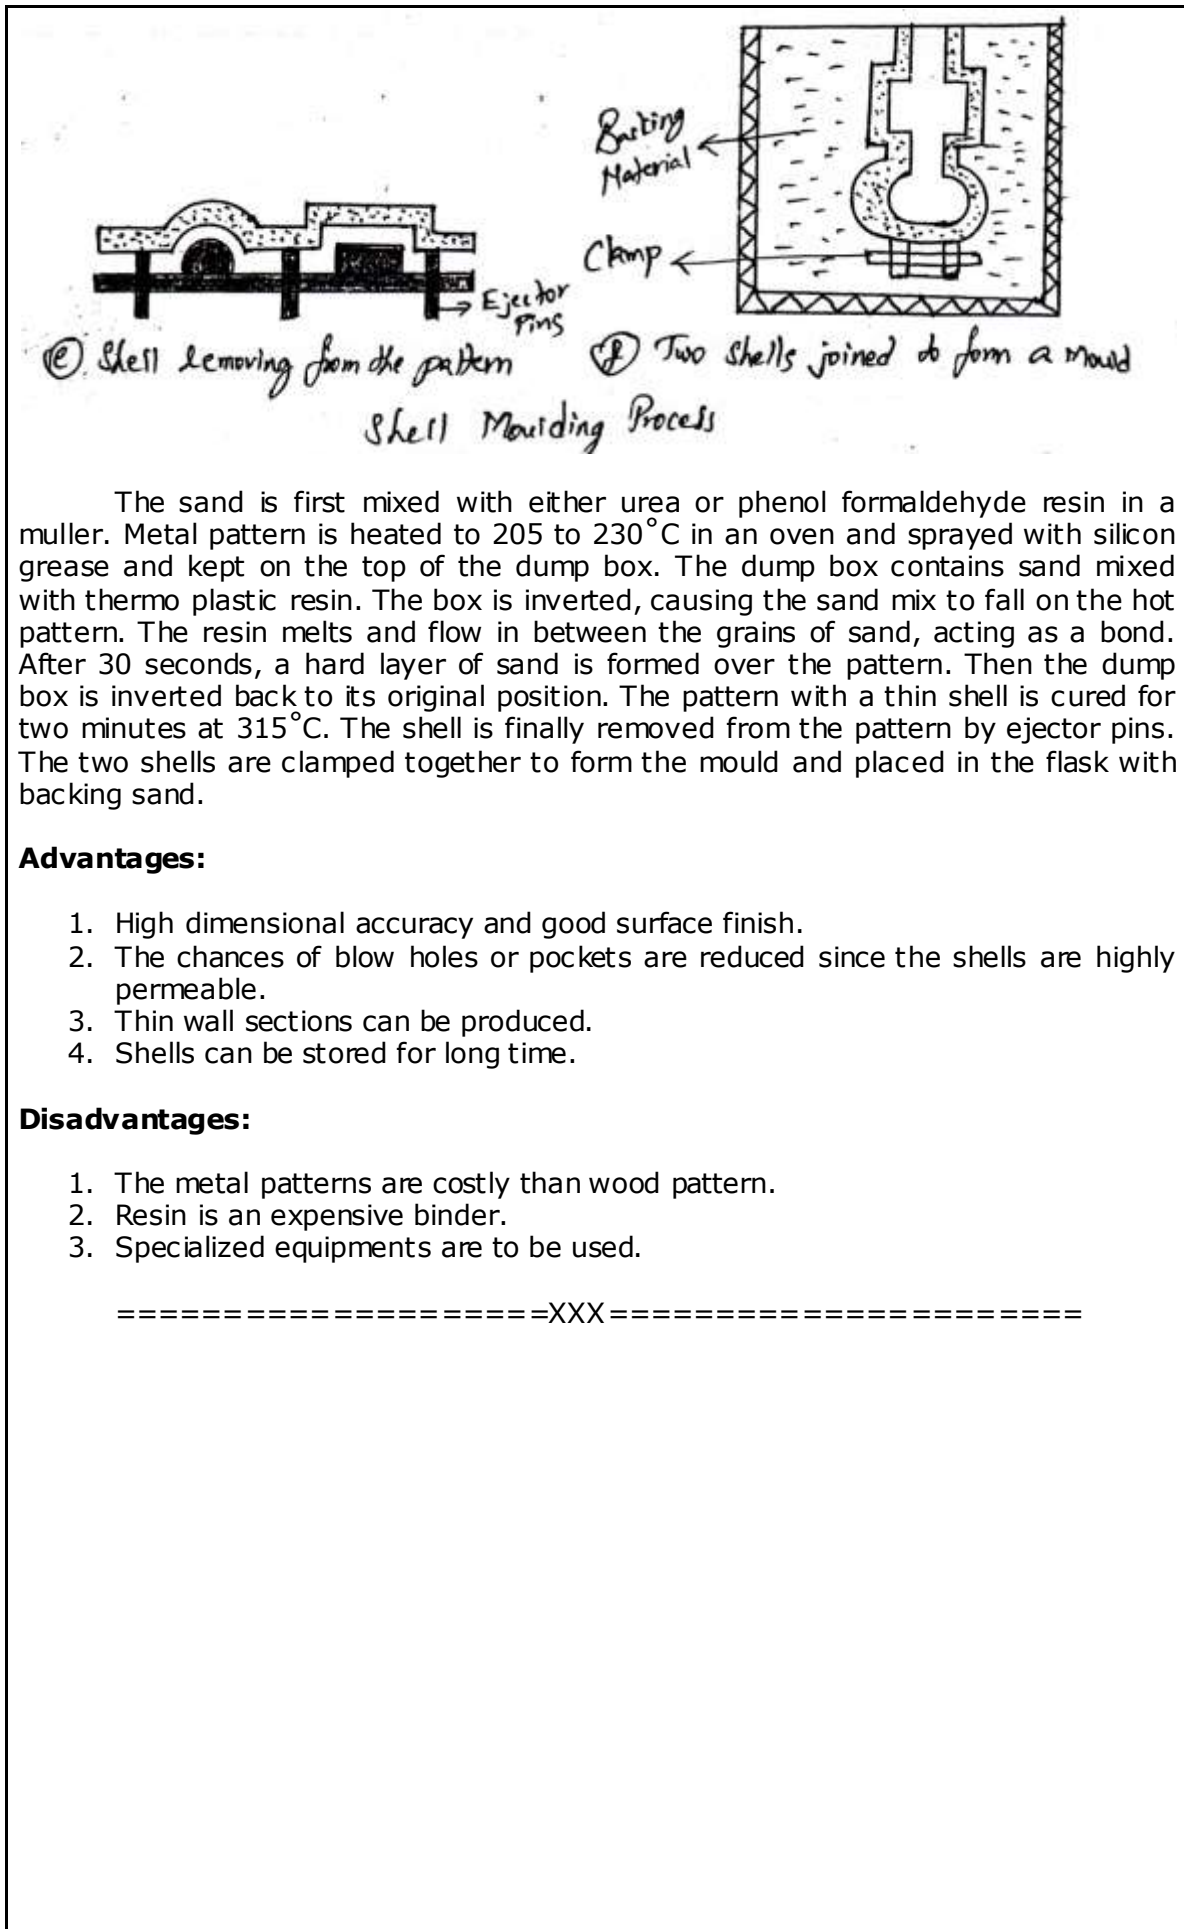 Backing
Material
Clamp
Ejector
Pins
(e). Shell removing from the pattern
(f) Two shells joined to form a mould
Shell Moulding Process
The sand is first mixed with either urea or phenol formaldehyde resin in a
muller. Metal pattern is heated to 205 to 230°C in an oven and sprayed with silicon
grease and kept on the top of the dump box. The dump box contains sand mixed
with thermo plastic resin. The box is inverted, causing the sand mix to fall on the hot
pattern. The resin melts and flow in between the grains of sand, acting as a bond.
After 30 seconds, a hard layer of sand is formed over the pattern. Then the dump
box is inverted back to its original position. The pattern with a thin shell is cured for
two minutes at 315°C. The shell is finally removed from the pattern by ejector pins.
The two shells are clamped together to form the mould and placed in the flask with
backing sand.
Advantages:
1. High dimensional accuracy and good surface finish.
2. The chances of blow holes or pockets are reduced since the shells are highly
permeable.
3. Thin wall sections can be produced.
4. Shells can be stored for long time.
Disadvantages:
1. The metal patterns are costly than wood pattern.
2. Resin is an expensive binder.
3. Specialized equipments are to be used.
====================XXX======================